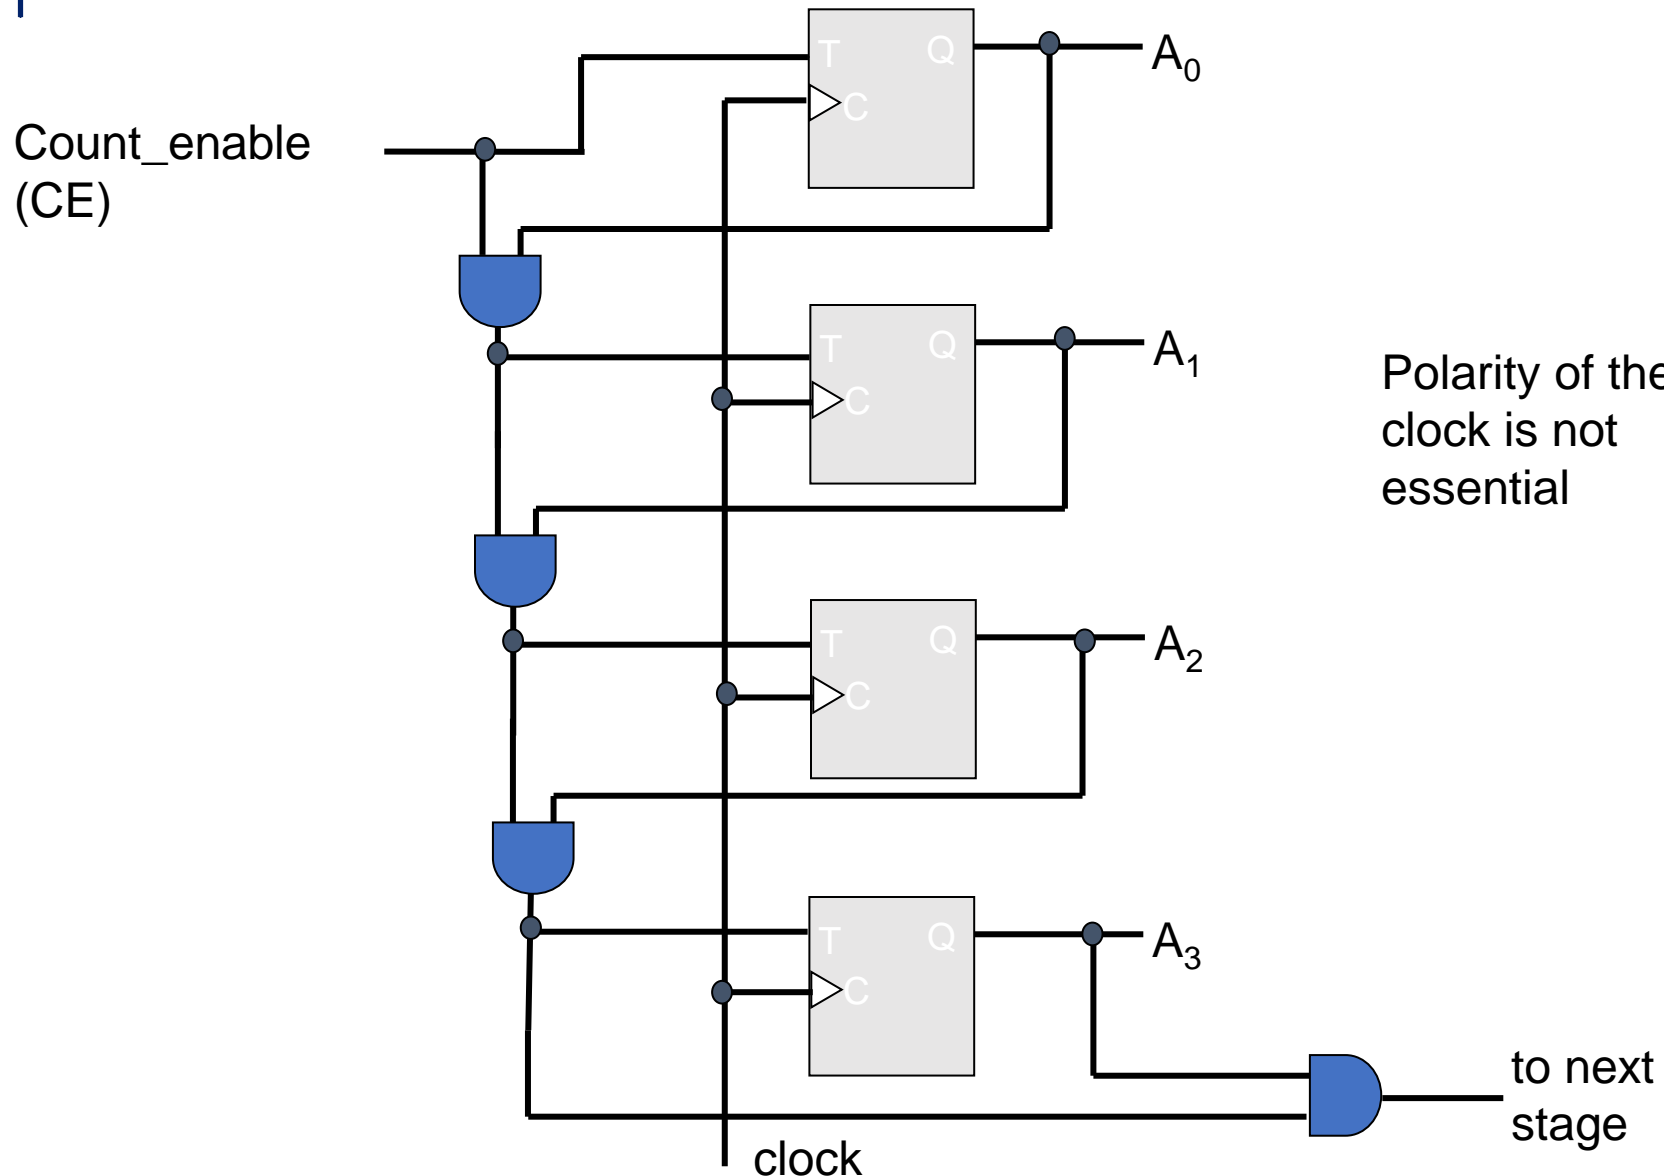 T Q A0
C
Count_enable
(CE)
T Q A1
C
Polarity of the
clock is not
essential
T Q A2
C
T Q A3
C
to next
stage
clock